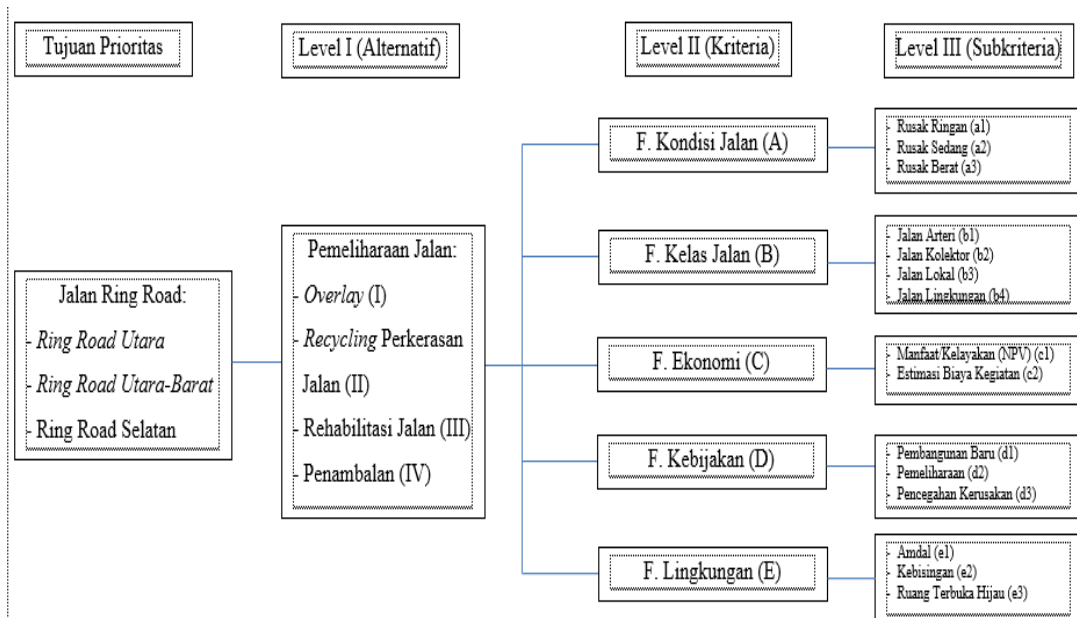 Tujuan Prioritas
Level I (Alternatif)
Level II (Kriteria)
Level III (Subkriteria)
Jalan Ring Road:
- Ring Road Utara
- Ring Road Utara-Barat
- Ring Road Selatan
Pemeliharaan Jalan:
- Overlay (I)
- Recycling Perkerasan
Jalan (II)
- Rehabilitasi Jalan (III)
- Penambalan (IV)
F. Kondisi Jalan (A)
- Rusak Ringan (a1)
- Rusak Sedang (a2)
- Rusak Berat (a3)
F. Kelas Jalan (B)
- Jalan Arteri (b1)
- Jalan Kolektor (b2)
- Jalan Lokal (b3)
- Jalan Lingkungan (b4)
F. Ekonomi (C)
- Manfaat/Kelayakan (NPV) (c1)
- Estimasi Biaya Kegiatan (c2)
F. Kebijakan (D)
- Pembangunan Baru (d1)
- Pemeliharaan (d2)
- Pencegahan Kerusakan (d3)
F. Lingkungan (E)
- Amdal (e1)
- Kebisingan (e2)
- Ruang Terbuka Hijau (e3)